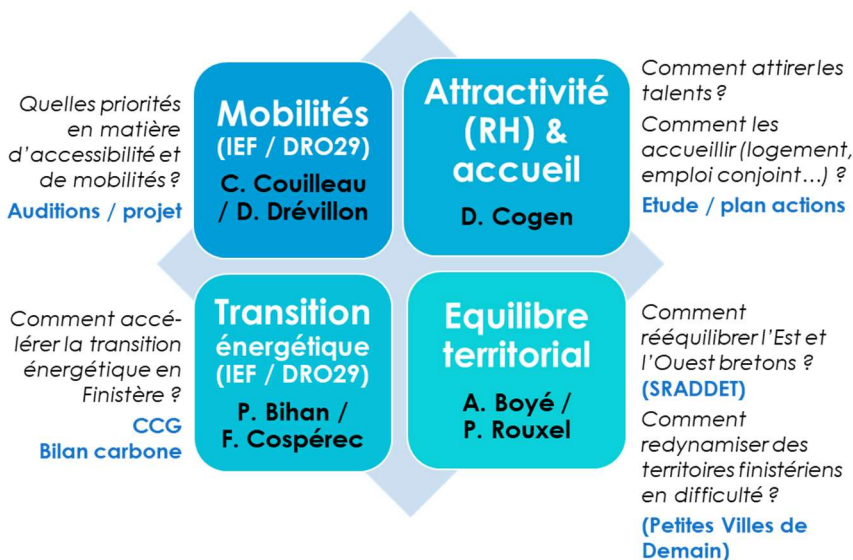 Quelles priorités
en matière
d'accessibilité et
de mobilités ?
Auditions / projet
Mobilités
(IEF / DRO29)
C. Couilleau
/ D. Drévillon
Attractivité
(RH) &
accueil
D. Cogen
Comment attirer les
talents ?
Comment les
accueillir (logement,
emploi conjoint...) ?
Etude / plan actions
Comment accé-
lérer la transition
énergétique en
Finistère ?
CCG
Bilan carbone
Transition
énergétique
(IEF / DRO29)
P. Bihan /
F. Cospérec
Equilibre
territorial
A. Boyé /
P. Rouxel
Comment
rééquilibrer l'Est et
l'Ouest bretons ?
(SRADDET)
Comment
redynamiser des
territoires finistériens
en difficulté ?
(Petites Villes de
Demain)